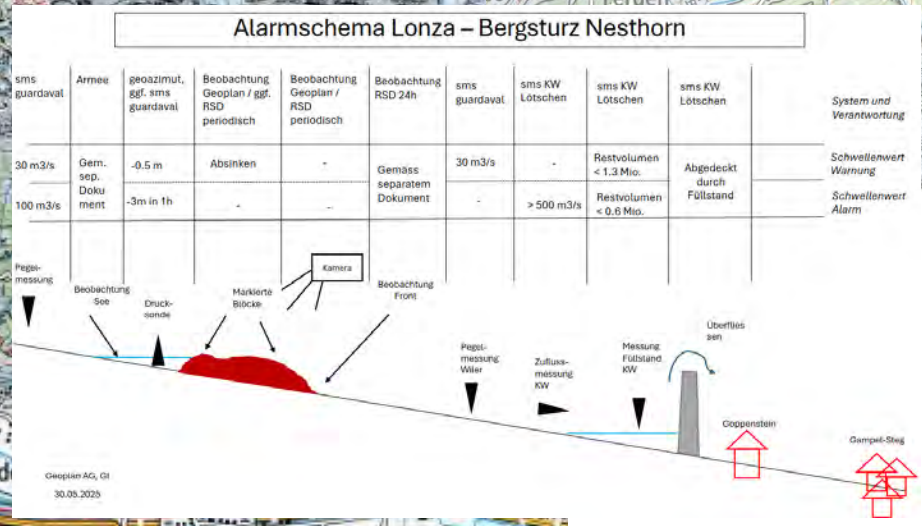 Alarmschema Lonza – Bergsturz Nesthorn
sms
guardaval
Armee
geoazimut,
ggf. sms
guardaval
Beobachtung
Geoplan / ggf.
RSD
periodisch
Beobachtung
Geoplan /
RSD
periodisch
Beobachtung
RSD 24h
sms
guardaval
sms KW
Lötschen
sms KW
Lötschen
sms KW
Lötschen
System und
Verantwortung
30 m3/s
Gem.
sep.
Doku
ment
-0.5 m
Absinken
-
Gemäss
separatem
Dokument
30 m3/s
-
Restvolumen
< 1.3 Mio.
Abgedeckt
durch
Füllstand
Schwellenwert
Warnung
100 m3/s
-3m in 1h
-
-
-
> 500 m3/s
Restvolumen
< 0.6 Mio.
Schwellenwert
Alarm
Pegel-
messung
Beobachtung
See
Druck-
sonde
Markierte
Blöcke
Kamera
Beobachtung
Front
Pegel-
messung
Wiler
Zufluss-
messung
KW
Messung
Füllstand
KW
Überflies
sen
Goppenstein
Gampel-Steg
Geoplan AG, GI
30.05.2025